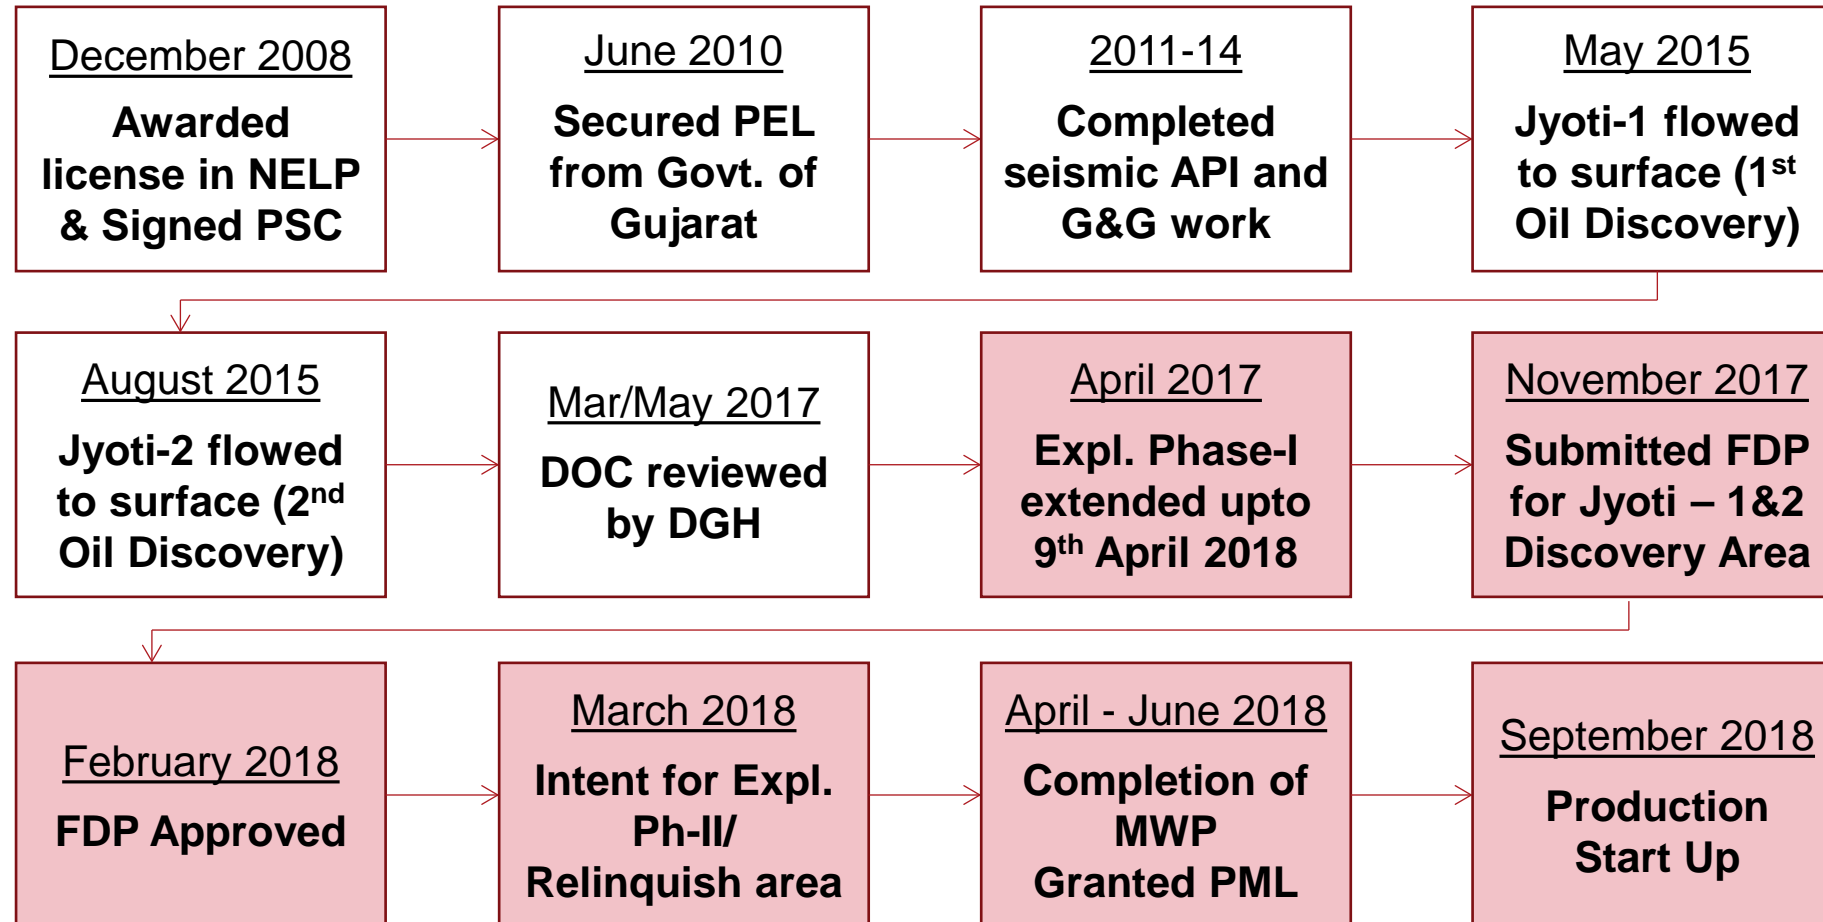 December 2008
Awarded
license in NELP
& Signed PSC
June 2010
Secured PEL
from Govt. of
Gujarat
2011-14
Completed
seismic API and
G&G work
May 2015
Jyoti-1 flowed
to surface (1st
Oil Discovery)
August 2015
Jyoti-2 flowed
to surface (2nd
Oil Discovery)
Mar/May 2017
DOC reviewed
by DGH
April 2017
Expl. Phase-I
extended upto
9th April 2018
November 2017
Submitted FDP
for Jyoti – 1&2
Discovery Area
February 2018
FDP Approved
March 2018
Intent for Expl.
Ph-II/
Relinquish area
April - June 2018
Completion of
MWP
Granted PML
September 2018
Production
Start Up